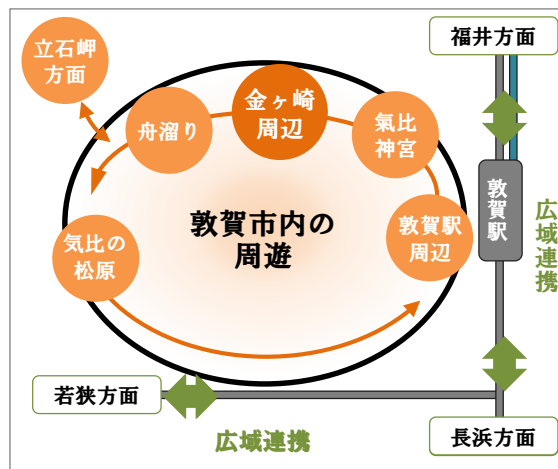 福井方面
立石岬
方面
舟溜り
金ヶ崎
周辺
氣比
神宮
敦賀駅
広域連携
敦賀市内の
周遊
気比の
松原
敦賀駅
周辺
若狭方面
広域連携
長浜方面